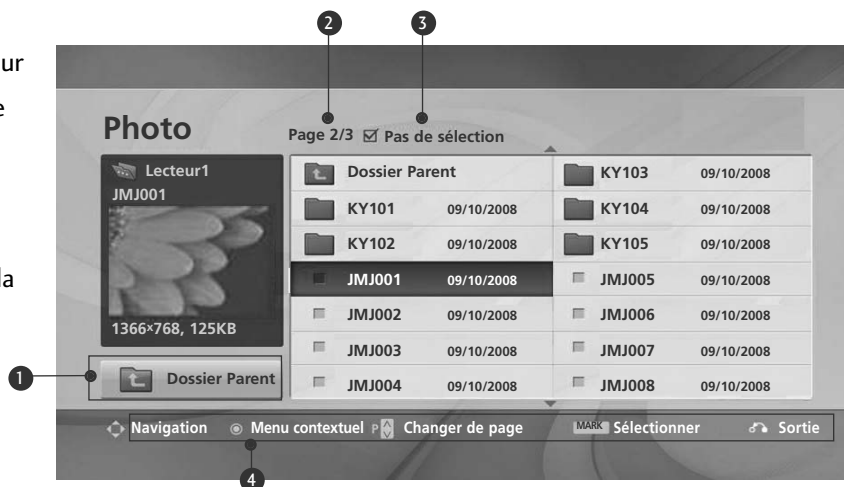 2 3
ur
e
la
Photo
Page 2/3 Pas de sélection
Lecteur1
JMJ001
1366×768, 125KB
1 Dossier Parent
Dossier Parent KY103 09/10/2008
KY101 09/10/2008 KY104 09/10/2008
KY102 09/10/2008 KY105 09/10/2008
JMJ001 09/10/2008 JMJ005 09/10/2008
JMJ002 09/10/2008 JMJ006 09/10/2008
JMJ003 09/10/2008 JMJ007 09/10/2008
JMJ004 09/10/2008 JMJ008 09/10/2008
Navigation Menu contextuel P Changer de page MARK Sélectionner Sortie
4